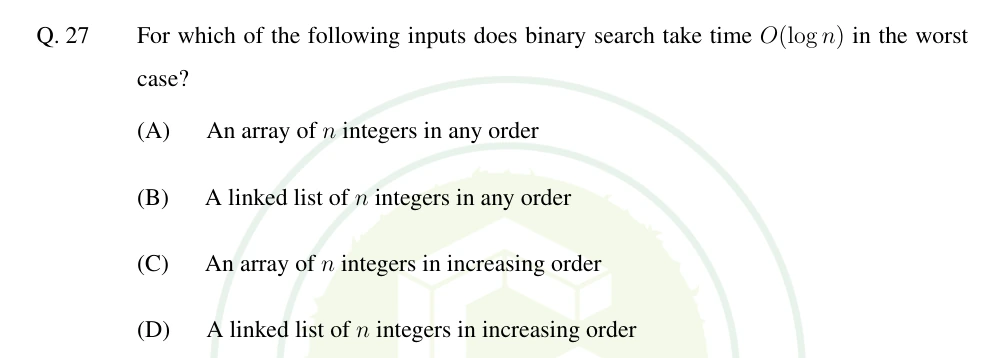 Q. 27 For which of the following inputs does binary search take time O(log n) in the worst
case?
(A) An array of n integers in any order
(B) A linked list of n integers in any order
(C) An array of n integers in increasing order
(D) A linked list of n integers in increasing order